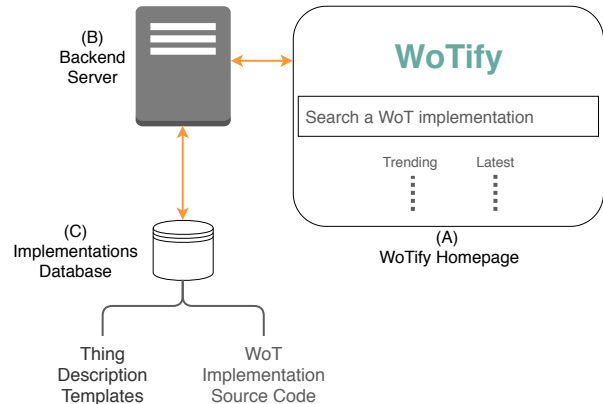 (B)
Backend
Server
WoTify
Search a WoT implementation
Trending
Latest
(A)
WoTify Homepage
(C)
Implementations
Database
Thing
Description
Templates
WoT
Implementation
Source Code